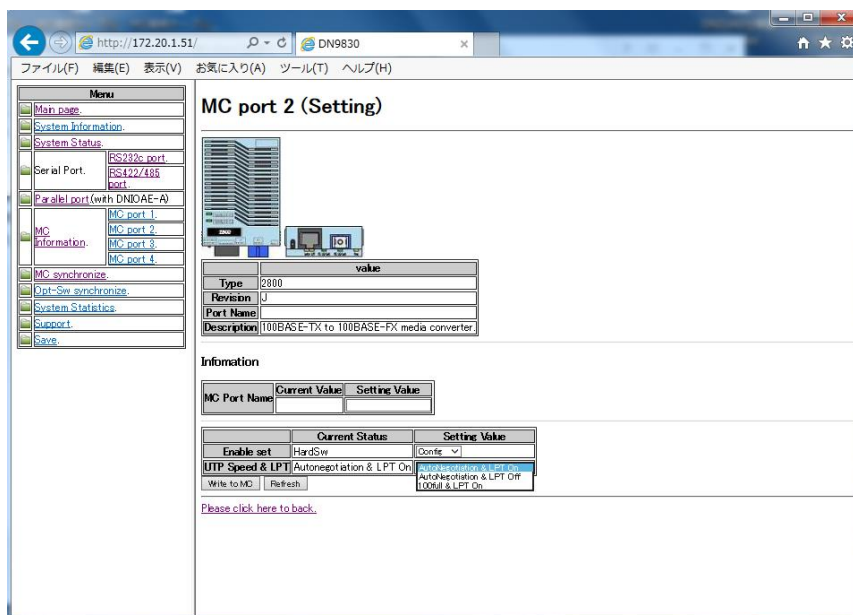 http://172.20.1.51/
DN9830
ファイル(F) 編集(E) 表示(V) お気に入り(A) ツール(T) ヘルプ(H)
Menu
Main page.
System Information.
System Status.
Serial Port.
RS232c port.
RS422/485
port.
Parallel port.(with DNIOAE-A)
MC
Information.
MC port 1.
MC port 2.
MC port 3.
MC port 4.
MC synchronize.
Opt-Sw synchronize.
System Statistics.
Support.
Save.
MC port 2 (Setting)
2800
value
Type 2800
Revision J
Port Name
Description 100BASE-TX to 100BASE-FX media converter.
Infomation
MC Port Name Current Value Setting Value
Current Status Setting Value
Enable set HardSw Config
UTP Speed & LPT Autonegotiation & LPT On AutoNegotiation & LPT On
AutoNegotiation & LPT Off
100full & LPT On
Write to MC Refresh
Please click here to back.